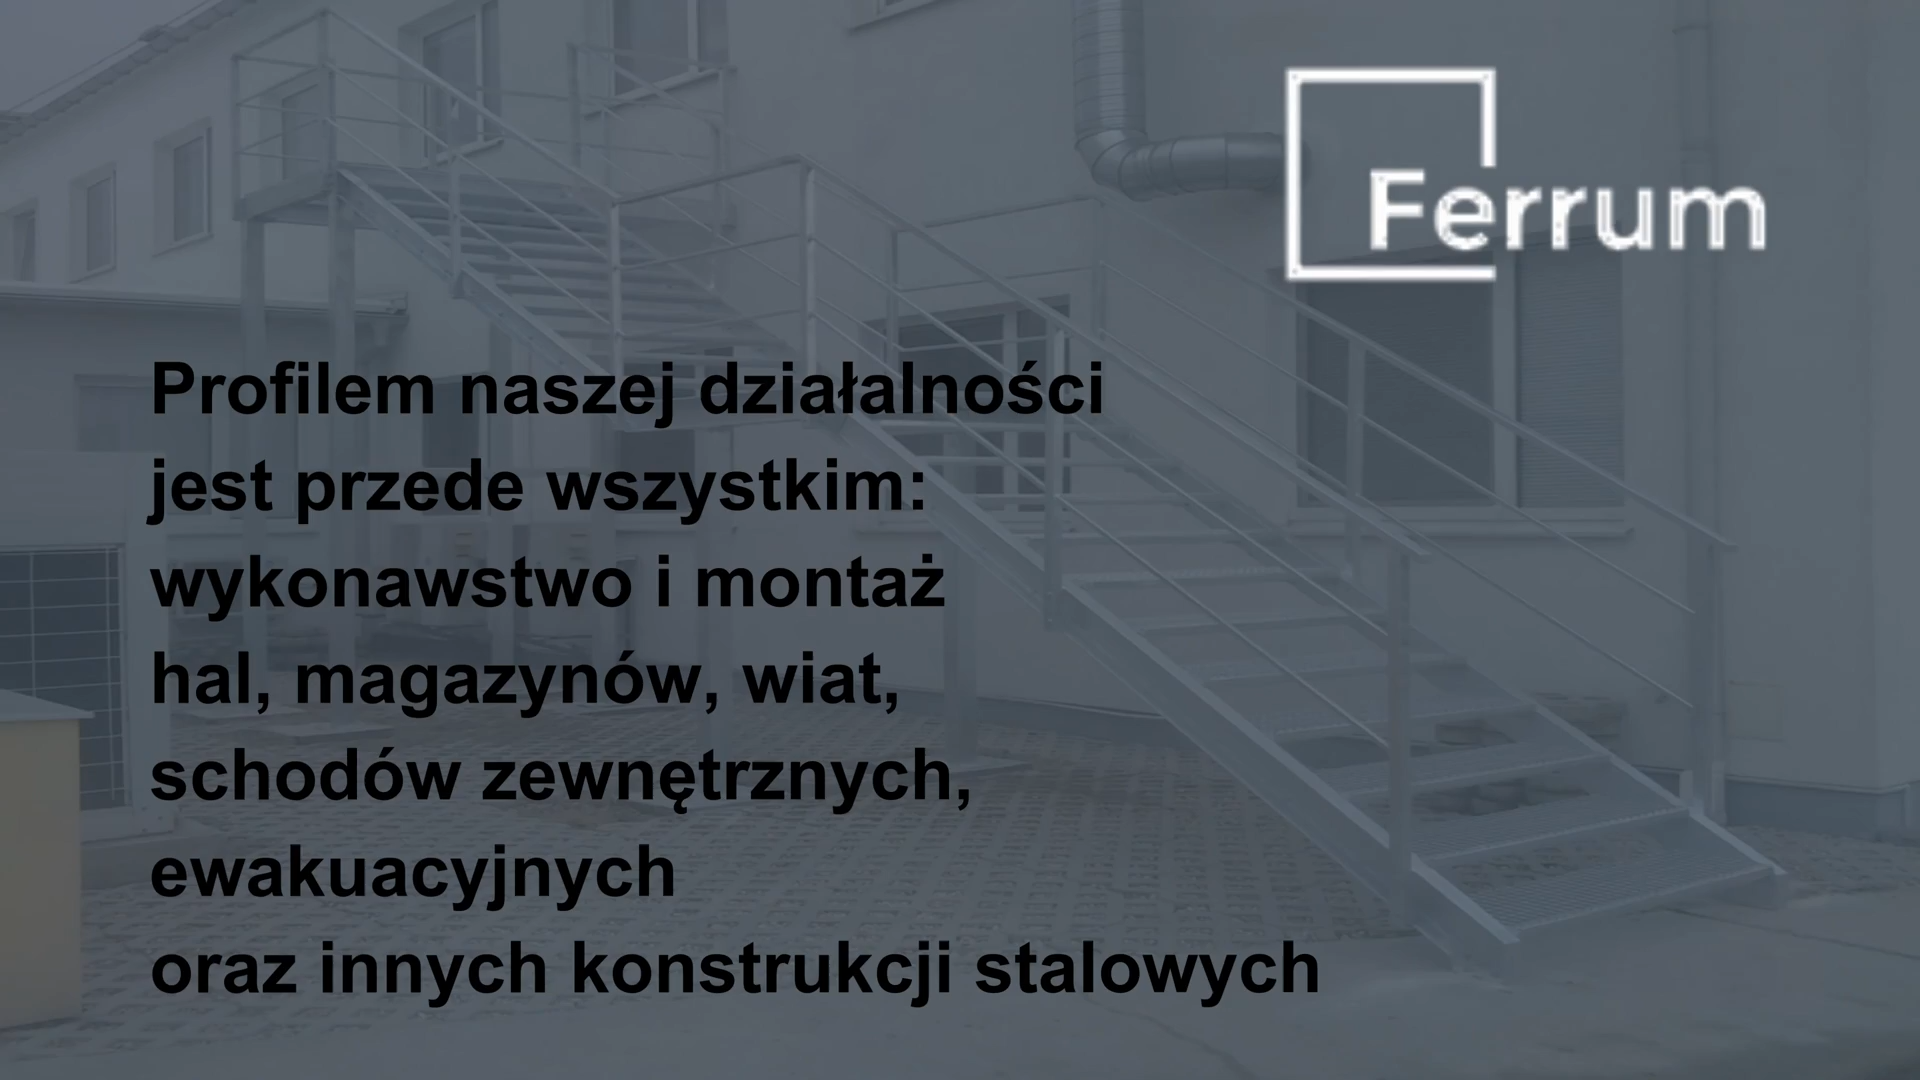 Ferrum
Profilem naszej działalności
jest przede wszystkim:
wykonawstwo i montaż
hal, magazynów, wiat,
schodów zewnętrznych,
ewakuacyjnych
oraz innych konstrukcji stalowych